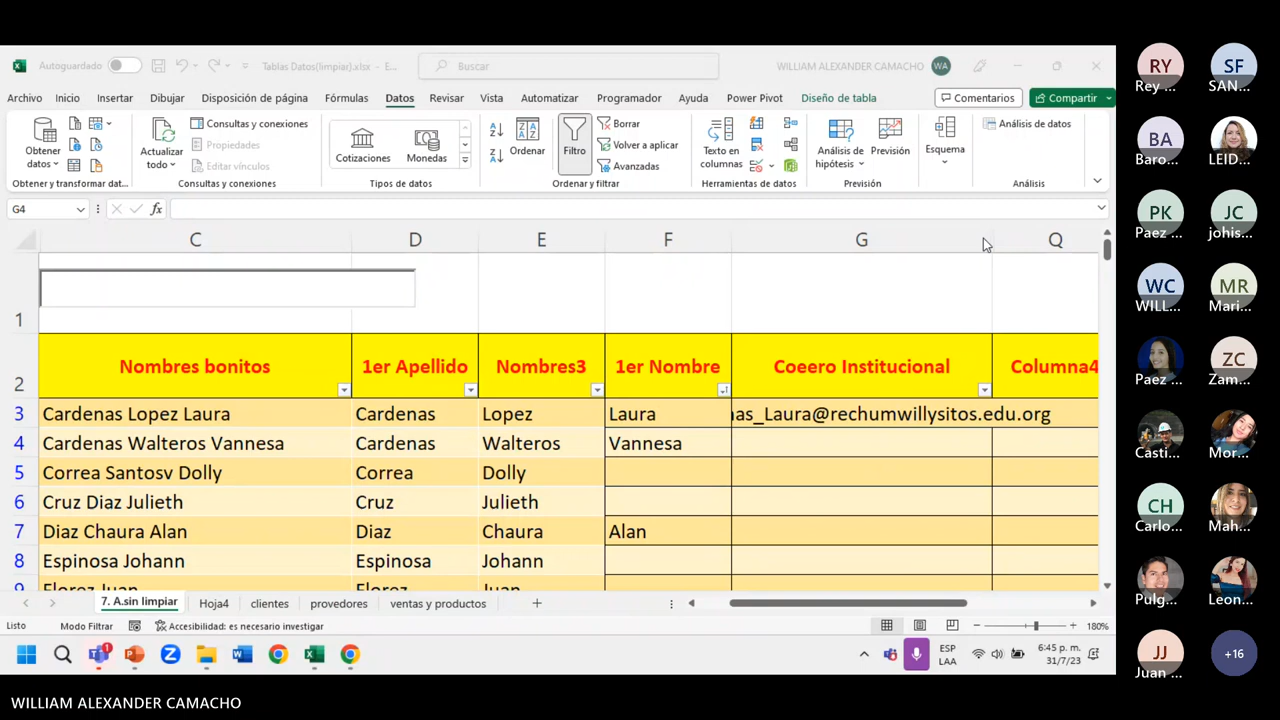 Autoguardado
Tablas Datos(limpiar).xlsx - E...
Buscar
WILLIAM ALEXANDER CAMACHO
WA
Archivo Inicio Insertar Dibujar Disposición de página Fórmulas Datos Revisar Vista Automatizar Programador Ayuda Power Pivot Diseño de tabla
Comentarios
Compartir
Obtener datos
Obtener y transformar dat...
Actualizar todo
Consultas y conexiones
Propiedades
Editar vínculos
Consultas y conexiones
Cotizaciones
Monedas
Tipos de datos
Ordenar
Filtro
Borrar
Volver a aplicar
Avanzadas
Ordenar y filtrar
Texto en columnas
Herramientas de datos
Análisis de hipótesis
Previsión
Previsión
Esquema
Análisis de datos
Análisis
G4
fx
C D E F G Q
1
2 Nombres bonitos 1er Apellido Nombres3 1er Nombre Coeero Institucional Columna4
3 Cardenas Lopez Laura Cardenas Lopez Laura nas_Laura@rechumwillysitos.edu.org
4 Cardenas Walteros Vannesa Cardenas Walteros Vannesa
5 Correa Santosv Dolly Correa Dolly
6 Cruz Diaz Julieth Cruz Julieth
7 Diaz Chaura Alan Diaz Chaura Alan
8 Espinosa Johann Espinosa Johann
9 Florez Juan Florez Juan
7. A.sin limpiar Hoja4 clientes provedores ventas y productos
Listo Modo Filtrar Accesibilidad: es necesario investigar 180%
ESP
LAA
6:45 p. m.
31/7/23
WILLIAM ALEXANDER CAMACHO
RY SF
Rey ... SAN...
BA
Baro... LEID...
PK JC
Paez ... johis...
WC MR
WILL... Mari...
ZC
Paez ... Zam...
Casti... Mor...
CH
Carlo... Mah...
Pulg... Leon...
JJ +16
Juan ...